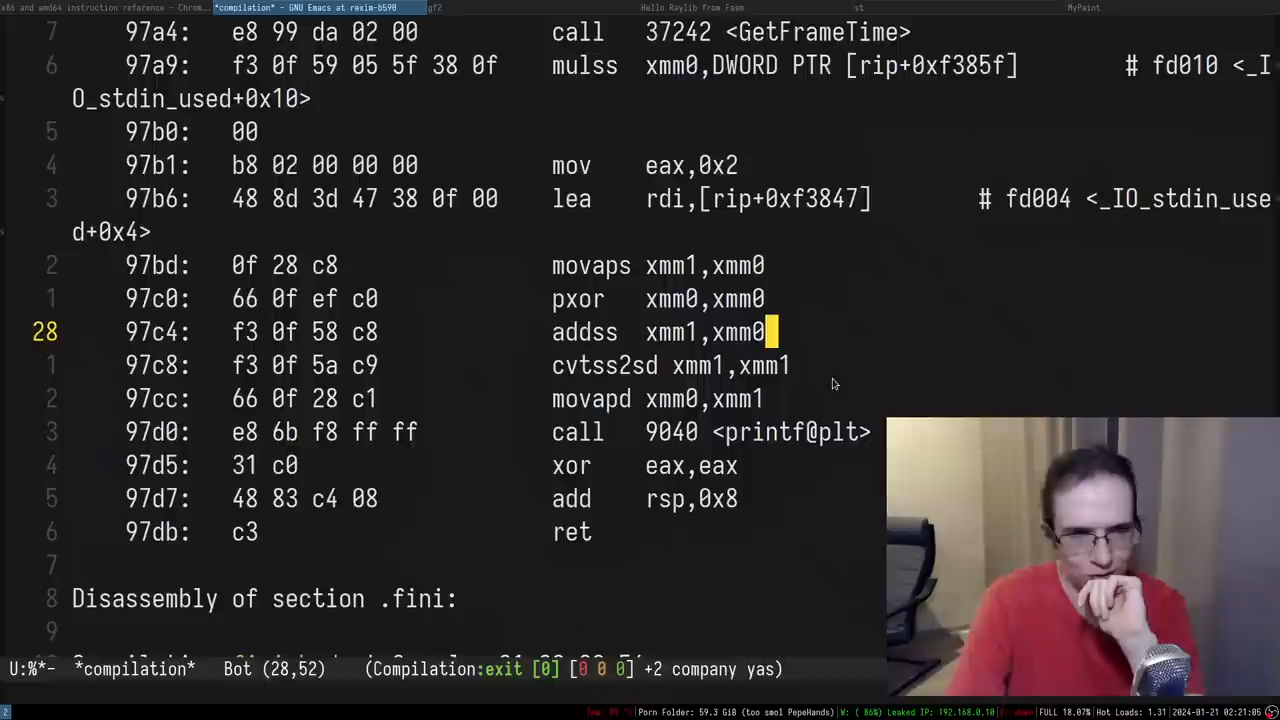 x86 and amd64 instruction reference - Chrom... *compilation* - GNU Emacs at rexim-b590 gf2 Hello Raylib from Fasm st MyPaint
7 97a4: e8 99 da 02 00 call 37242 <GetFrameTime>
6 97a9: f3 0f 59 05 5f 38 0f mulss xmm0,DWORD PTR [rip+0xf385f] # fd010 <_I
O_stdin_used+0x10>
5 97b0: 00
4 97b1: b8 02 00 00 00 mov eax,0x2
3 97b6: 48 8d 3d 47 38 0f 00 lea rdi,[rip+0xf3847] # fd004 <_IO_stdin_use
d+0x4>
2 97bd: 0f 28 c8 movaps xmm1,xmm0
1 97c0: 66 0f ef c0 pxor xmm0,xmm0
28 97c4: f3 0f 58 c8 addss xmm1,xmm0
1 97c8: f3 0f 5a c9 cvtss2sd xmm1,xmm1
2 97cc: 66 0f 28 c1 movapd xmm0,xmm1
3 97d0: e8 6b f8 ff ff call 9040 <printf@plt>
4 97d5: 31 c0 xor eax,eax
5 97d7: 48 83 c4 08 add rsp,0x8
6 97db: c3 ret
7
8 Disassembly of section .fini:
9
U:%*- *compilation* Bot (28,52) (Compilation:exit [0] [0 0 0] +2 company yas)
2 Porn Folder: 59.3 GiB (too smol PepeHands) W: ( 86%) Leaked IP: 192.168.0.10 E: down FULL 18.07% Hot Loads: 1.31 2024-01-21 02:21:05